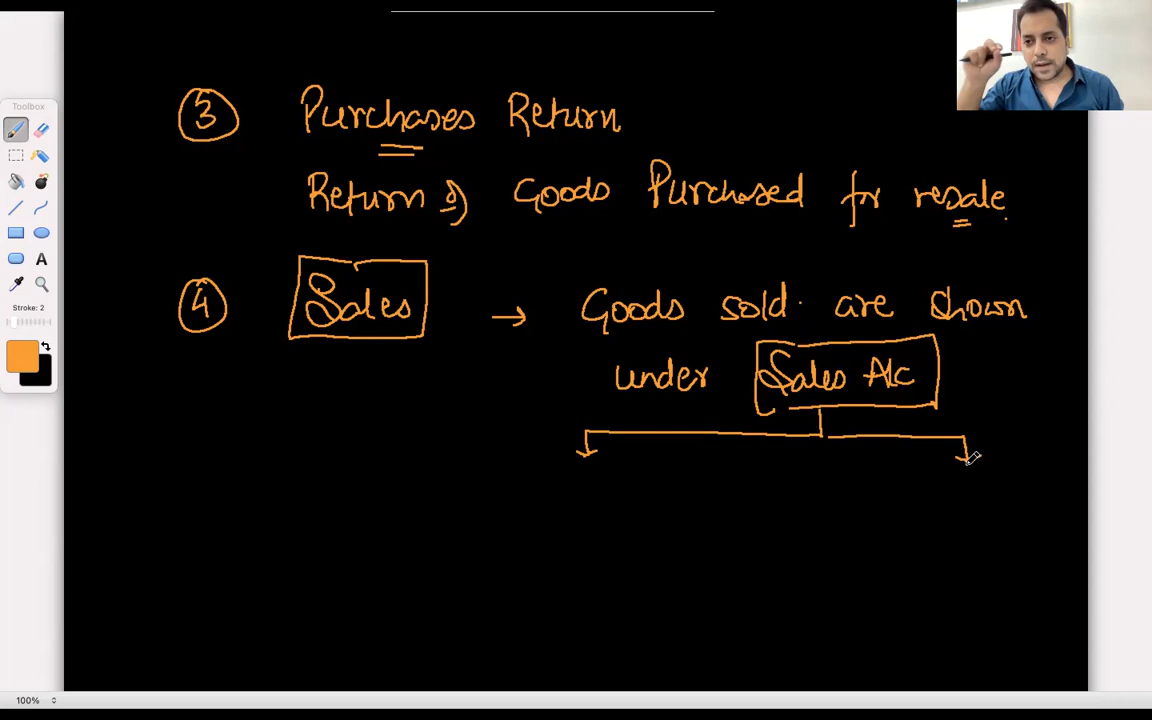 Toolbox
③ Purchases Return
Return of Goods Purchased for resale.
④ Sales → Goods sold are shown
under Sales A/c
A
Stroke: 2
100%